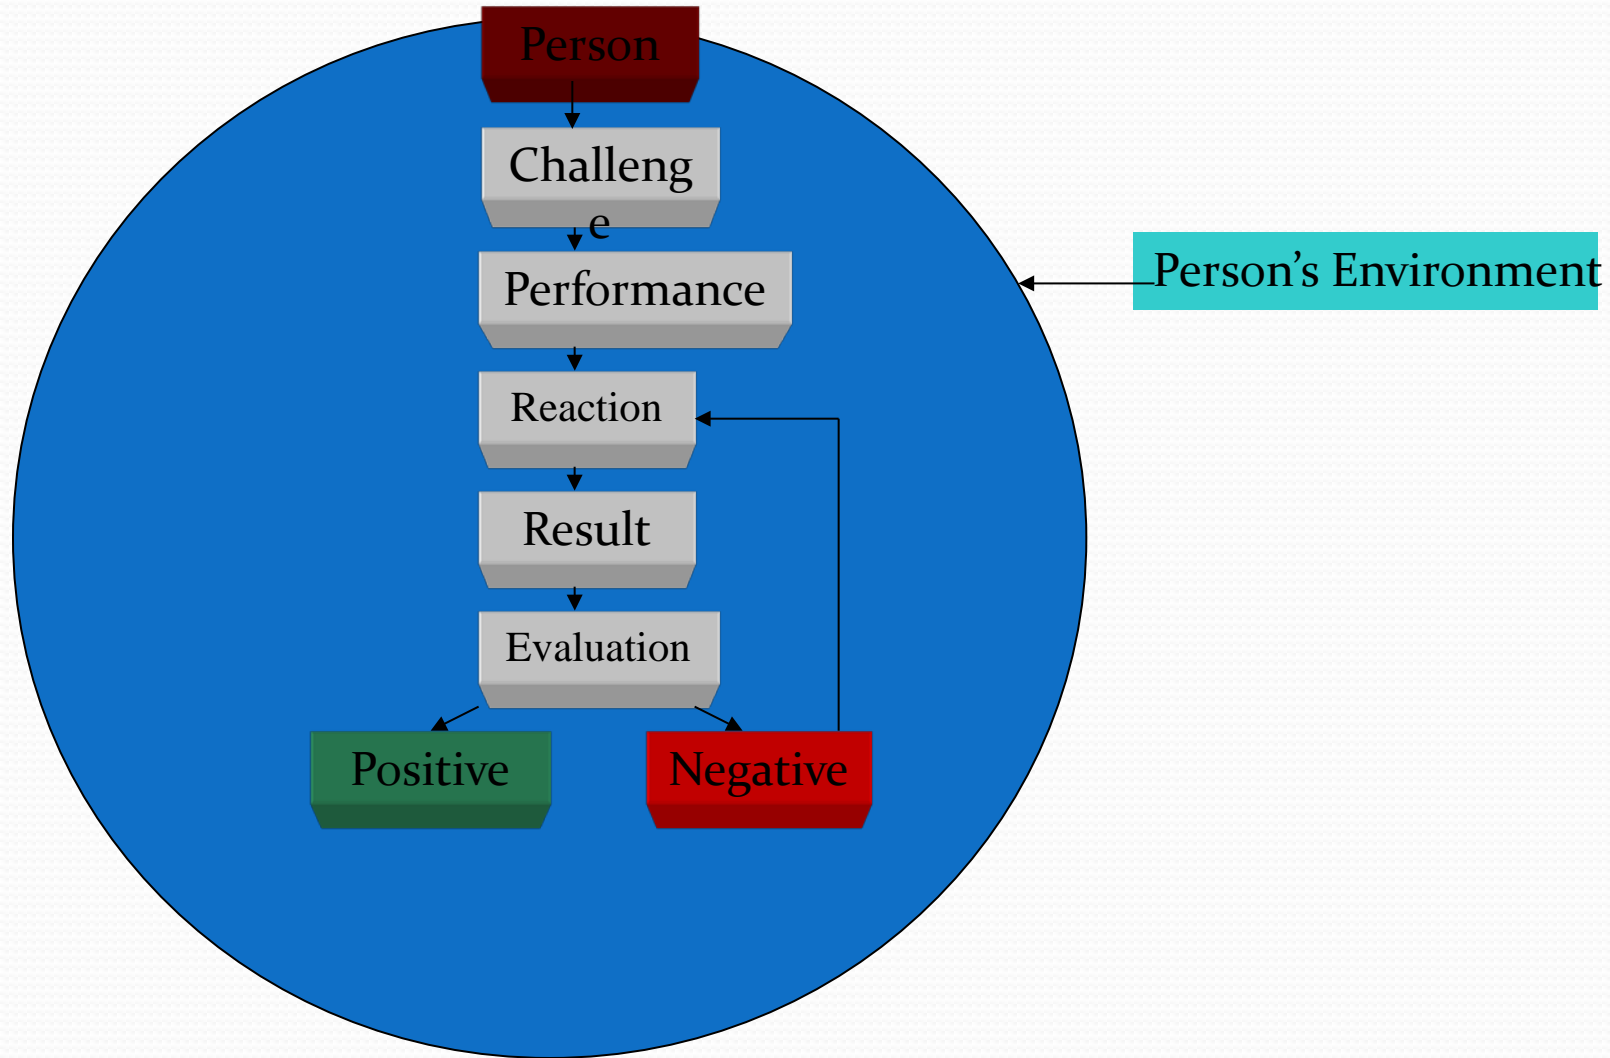 Person
Challeng
e
Performance
Person’s Environment
Reaction
Result
Evaluation
Positive
Negative